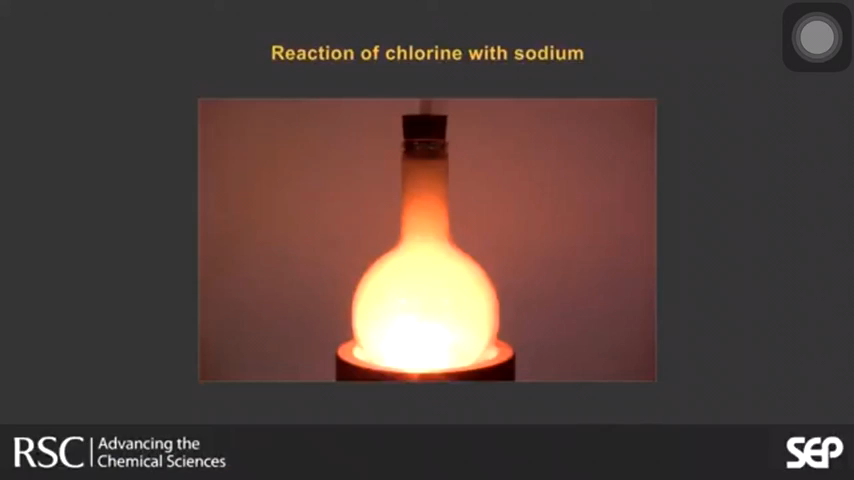 Reaction of chlorine with sodium
RSC
Advancing the
Chemical Sciences
SEP